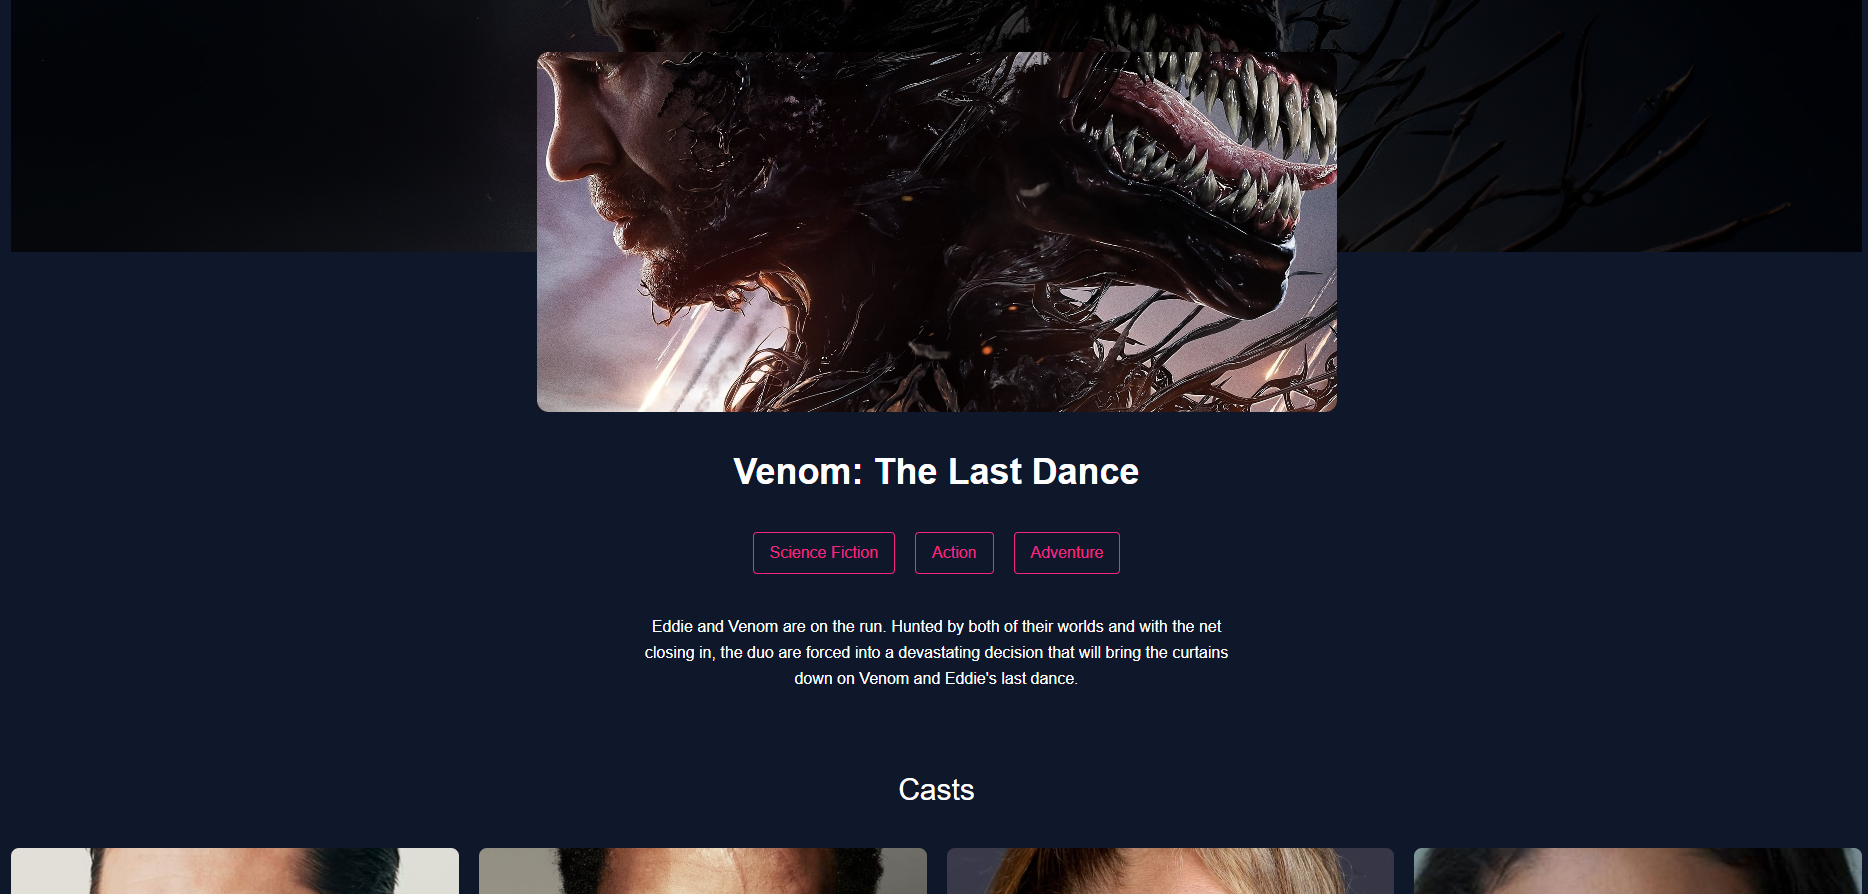 Venom: The Last Dance
Science Fiction Action Adventure
Eddie and Venom are on the run. Hunted by both of their worlds and with the net
closing in, the duo are forced into a devastating decision that will bring the curtains
down on Venom and Eddie's last dance.
Casts